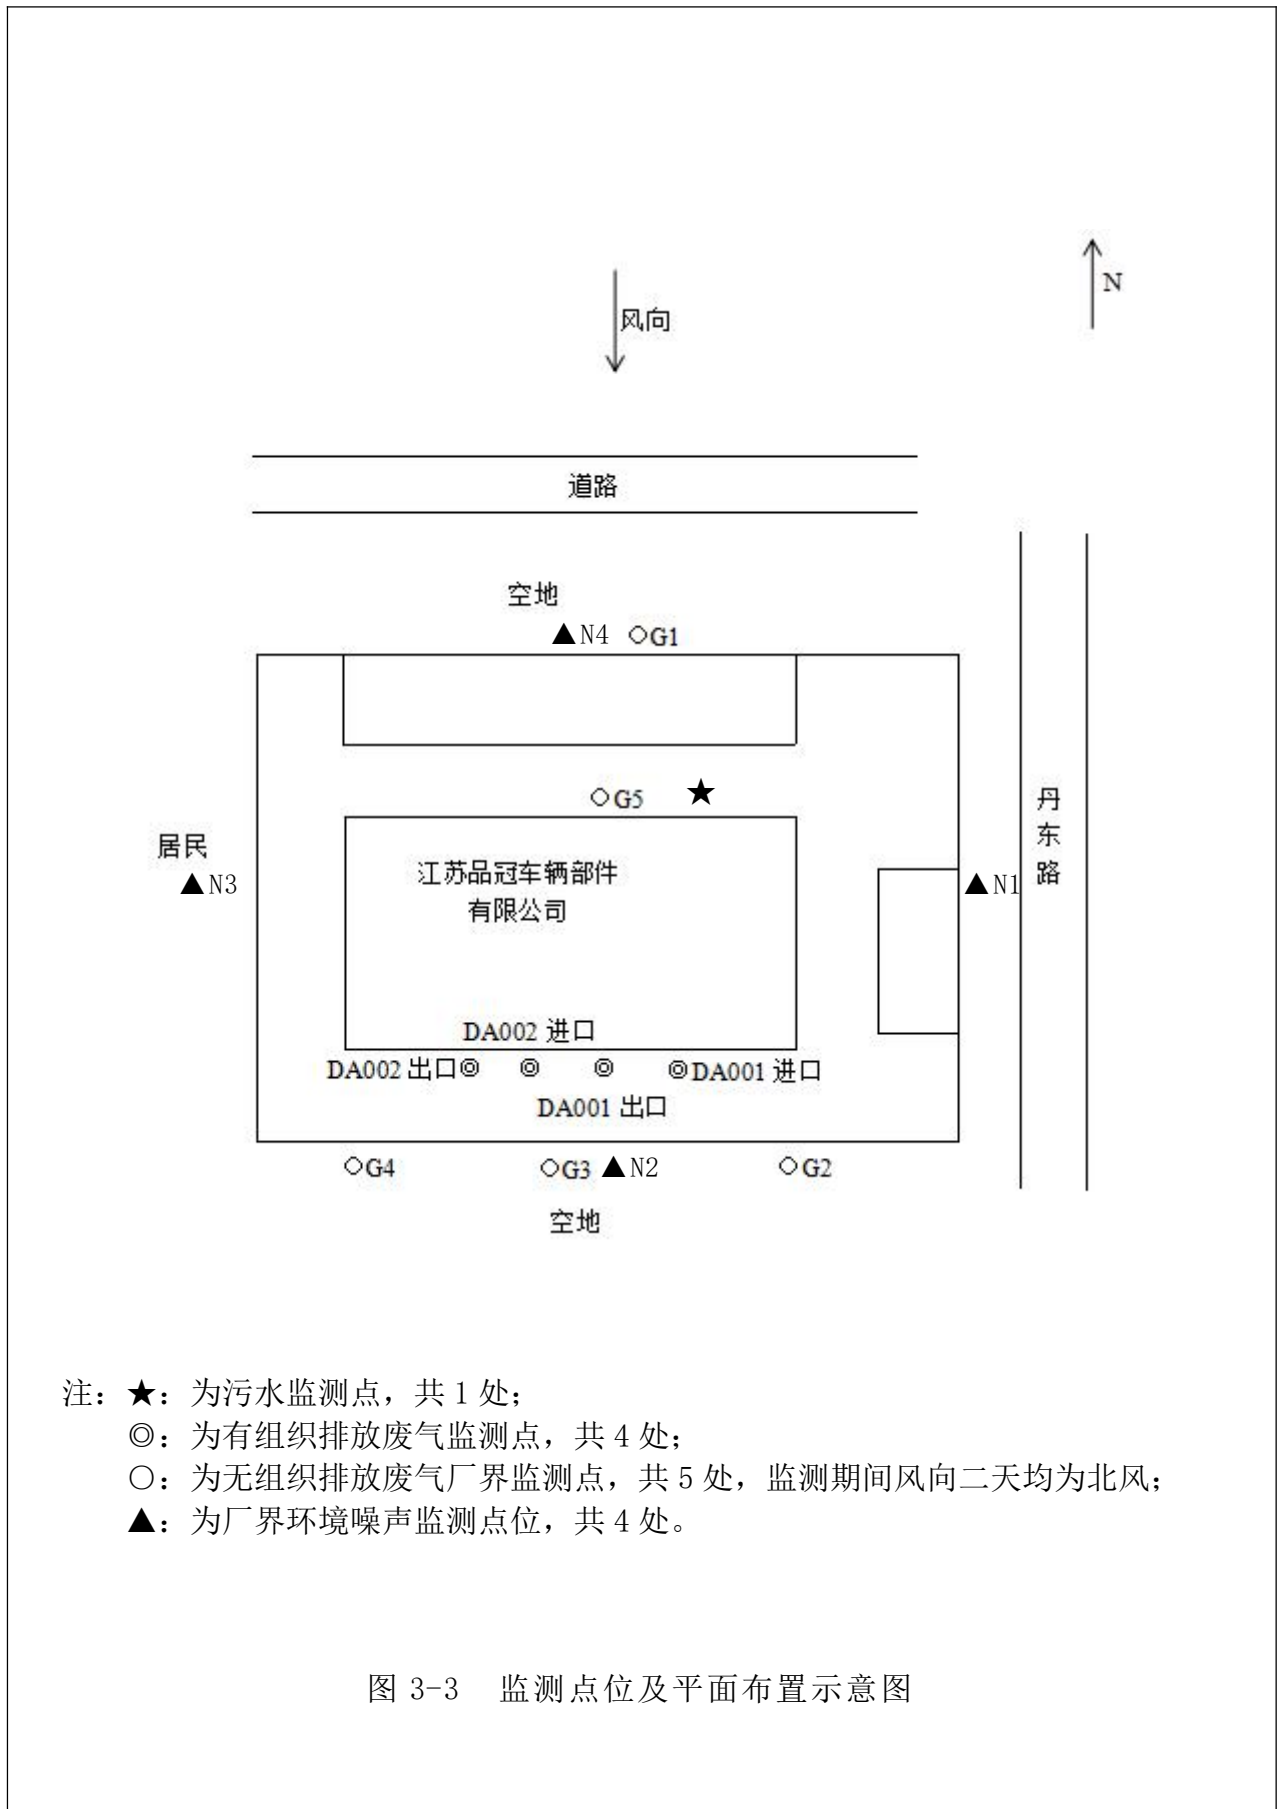 N
风向
道路
空地
▲N4 ○G1
○G5 ★
丹东路
居民
▲N3
江苏品冠车辆部件
有限公司
▲N1
DA002 进口
DA002 出口◎ ◎ ◎ ◎DA001 进口
DA001 出口
○G4 ○G3 ▲N2 ○G2
空地
注：★：为污水监测点，共 1 处；
◎：为有组织排放废气监测点，共 4 处；
○：为无组织排放废气厂界监测点，共 5 处，监测期间风向二天均为北风；
▲：为厂界环境噪声监测点位，共 4 处。
图 3-3 监测点位及平面布置示意图